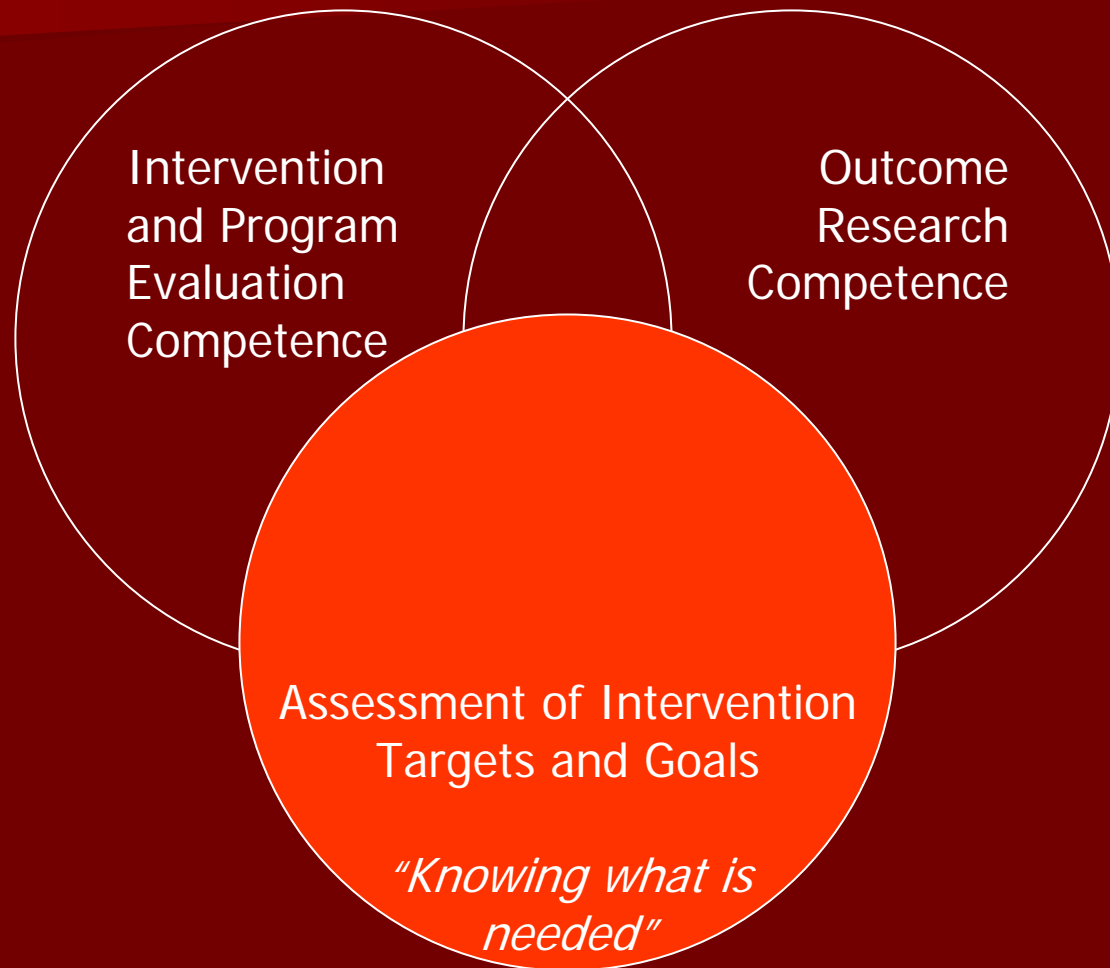 Intervention
and Program
Evaluation
Competence
Outcome
Research
Competence
Assessment of Intervention
Targets and Goals
“Knowing what is
needed”